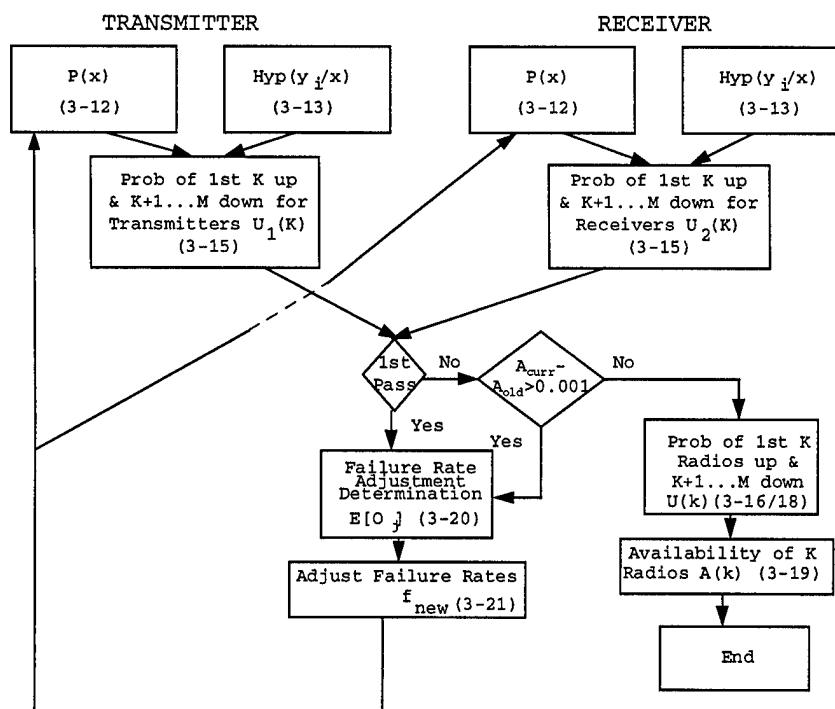 TRANSMITTER
RECEIVER
P(x)
(3-12)
Hyp(y i/x)
(3-13)
P(x)
(3-12)
Hyp(y i/x)
(3-13)
Prob of 1st K up
& K+1...M down for
Transmitters U1(K)
(3-15)
Prob of 1st K up
& K+1...M down for
Receivers U2(K)
(3-15)
1st
Pass
No
Acurr-
Aold>0.001
No
Yes
Yes
Failure Rate
Adjustment
Determination
E[O j] (3-20)
Prob of 1st K
Radios up &
K+1...M down
U(k)(3-16/18)
Adjust Failure Rates
f new (3-21)
Availability of K
Radios A(k) (3-19)
End